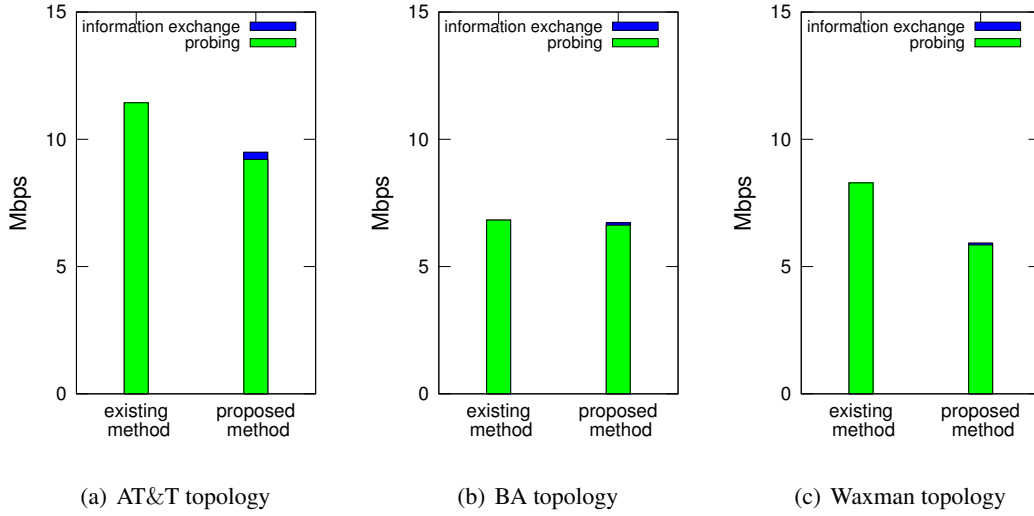 15
10
5
0
Mbps
information exchange
probing
existing
method
proposed
method
(a) AT&T topology
15
10
5
0
Mbps
information exchange
probing
existing
method
proposed
method
(b) BA topology
15
10
5
0
Mbps
information exchange
probing
existing
method
proposed
method
(c) Waxman topology